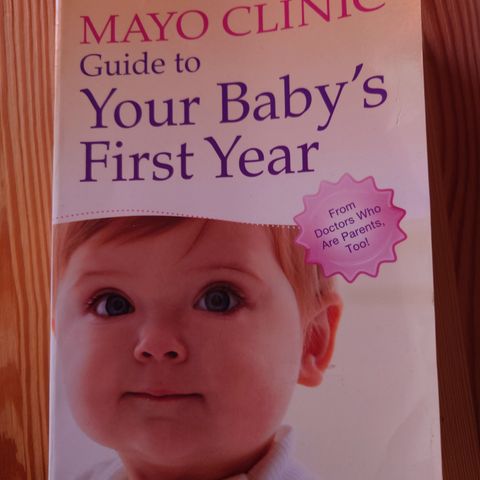 MAYO CLINIC
Guide to
Your Baby's
First Year
From
Doctors Who
Are Parents,
Too!